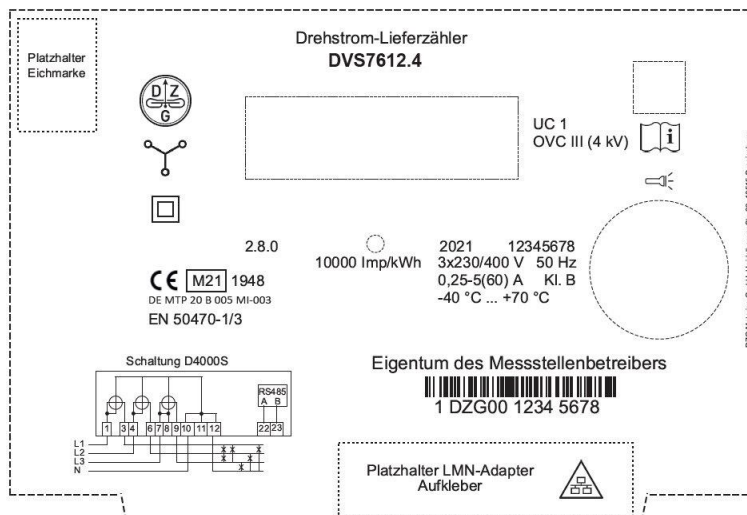 Platzhalter
Eichmarke
Drehstrom-Lieferzähler
DVS7612.4
D Z
G
UC 1
OVC III (4 kV)
i
2.8.0
10000 Imp/kWh
2021 12345678
3x230/400 V 50 Hz
0,25-5(60) A Kl. B
-40 °C ... +70 °C
CE M21 1948
DE MTP 20 B 005 MI-003
EN 50470-1/3
Schaltung D4000S
RS485
A B
1 3 4 6 7 8 9 10 11 12 22 23
L1
L2
L3
N
Eigentum des Messstellenbetreibers
1 DZG00 1234 5678
Platzhalter LMN-Adapter
Aufkleber